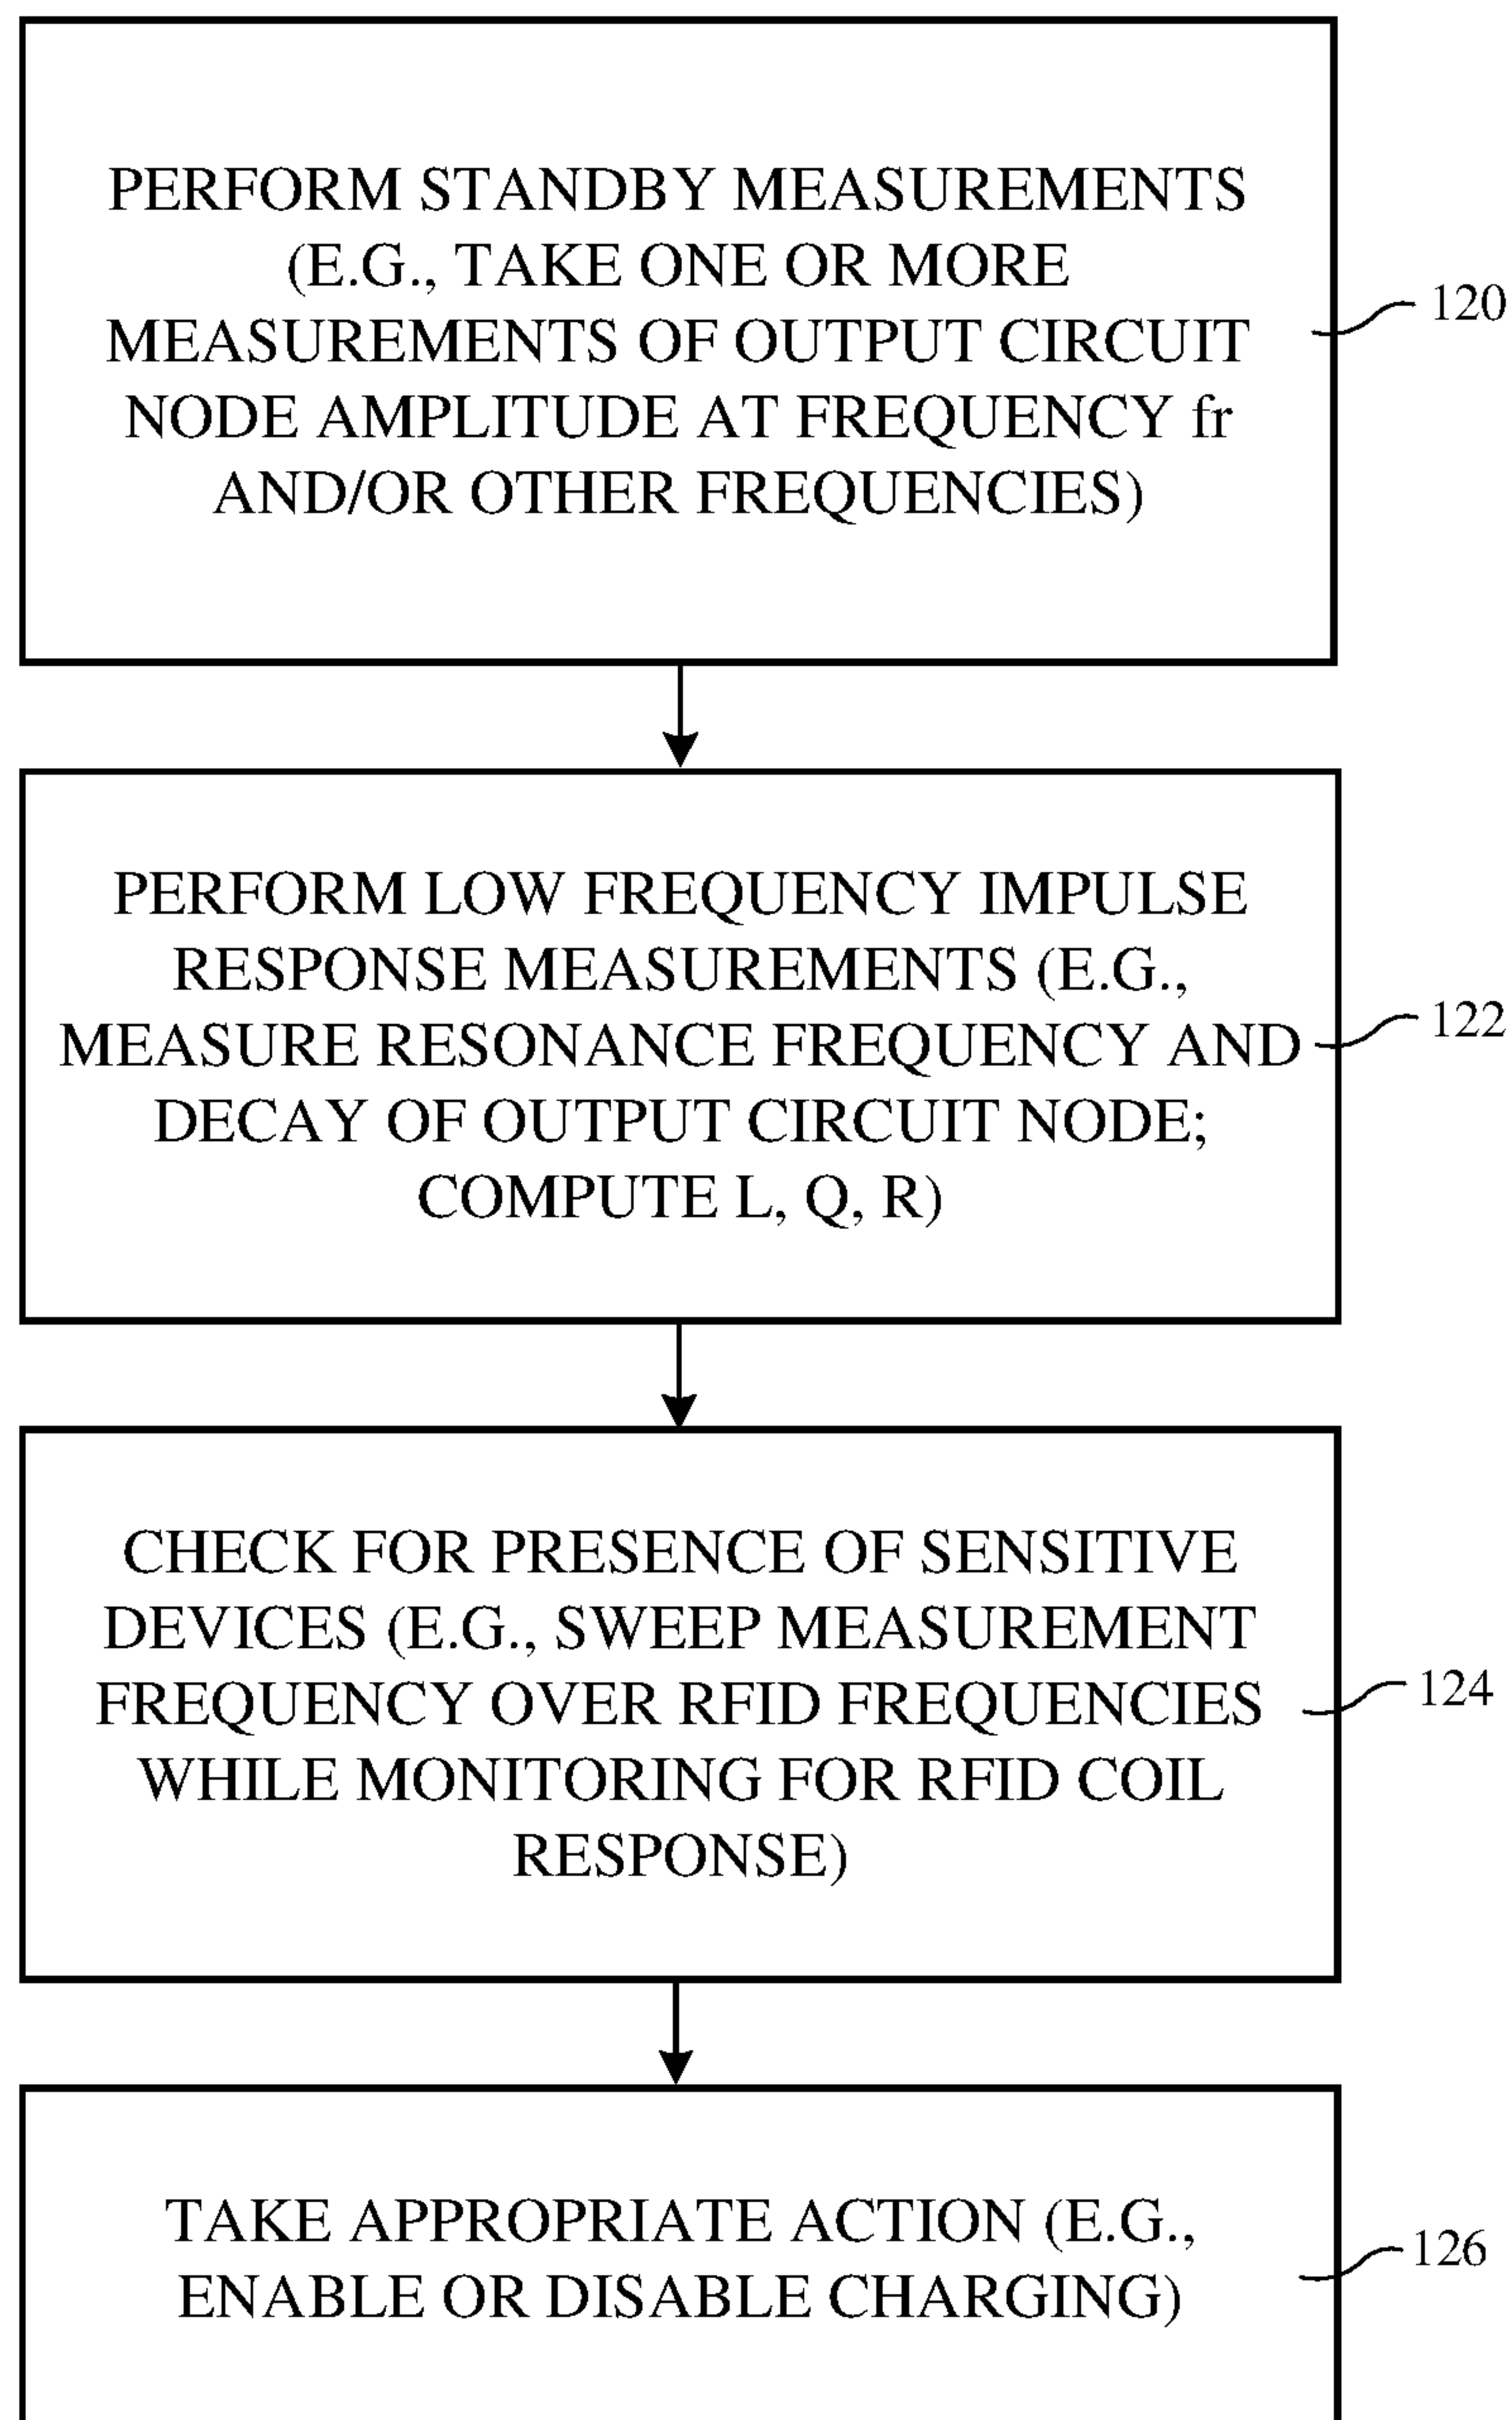 PERFORM STANDBY MEASUREMENTS
(E.G., TAKE ONE OR MORE
MEASUREMENTS OF OUTPUT CIRCUIT
NODE AMPLITUDE AT FREQUENCY fr
AND/OR OTHER FREQUENCIES)
120
PERFORM LOW FREQUENCY IMPULSE
RESPONSE MEASUREMENTS (E.G.,
MEASURE RESONANCE FREQUENCY AND
DECAY OF OUTPUT CIRCUIT NODE;
COMPUTE L, Q, R)
122
CHECK FOR PRESENCE OF SENSITIVE
DEVICES (E.G., SWEEP MEASUREMENT
FREQUENCY OVER RFID FREQUENCIES
WHILE MONITORING FOR RFID COIL
RESPONSE)
124
TAKE APPROPRIATE ACTION (E.G.,
ENABLE OR DISABLE CHARGING)
126